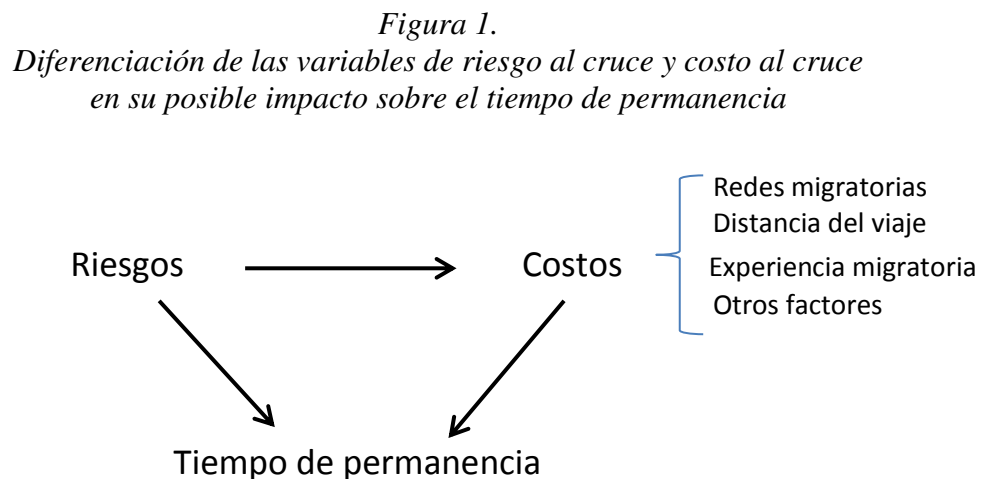 Figura 1.
Diferenciación de las variables de riesgo al cruce y costo al cruce
en su posible impacto sobre el tiempo de permanencia
Redes migratorias
Distancia del viaje
Riesgos
Costos
Experiencia migratoria
Otros factores
Tiempo de permanencia